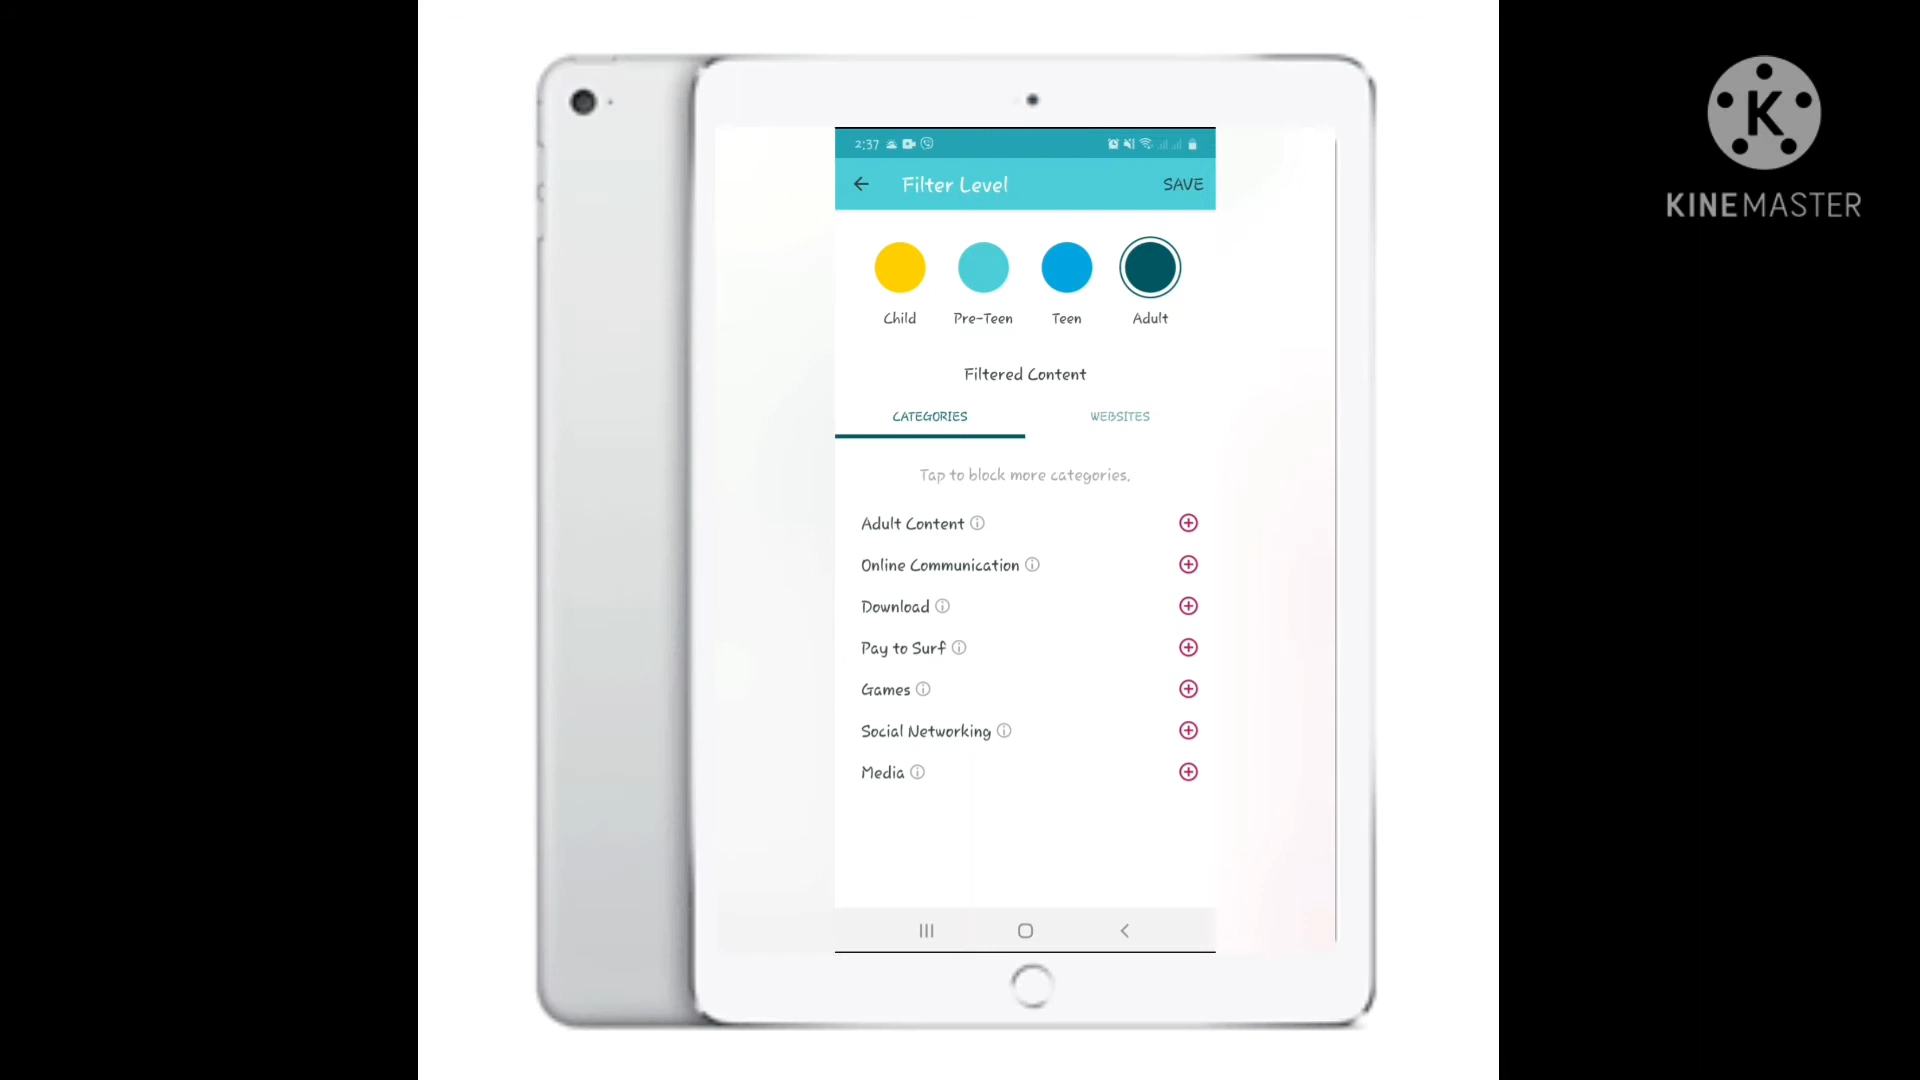 2:37
Filter Level
SAVE
Child
Pre-Teen
Teen
Adult
Filtered Content
CATEGORIES
WEBSITES
Tap to block more categories.
Adult Content
Online Communication
Download
Pay to Surf
Games
Social Networking
Media
K
KINEMASTER